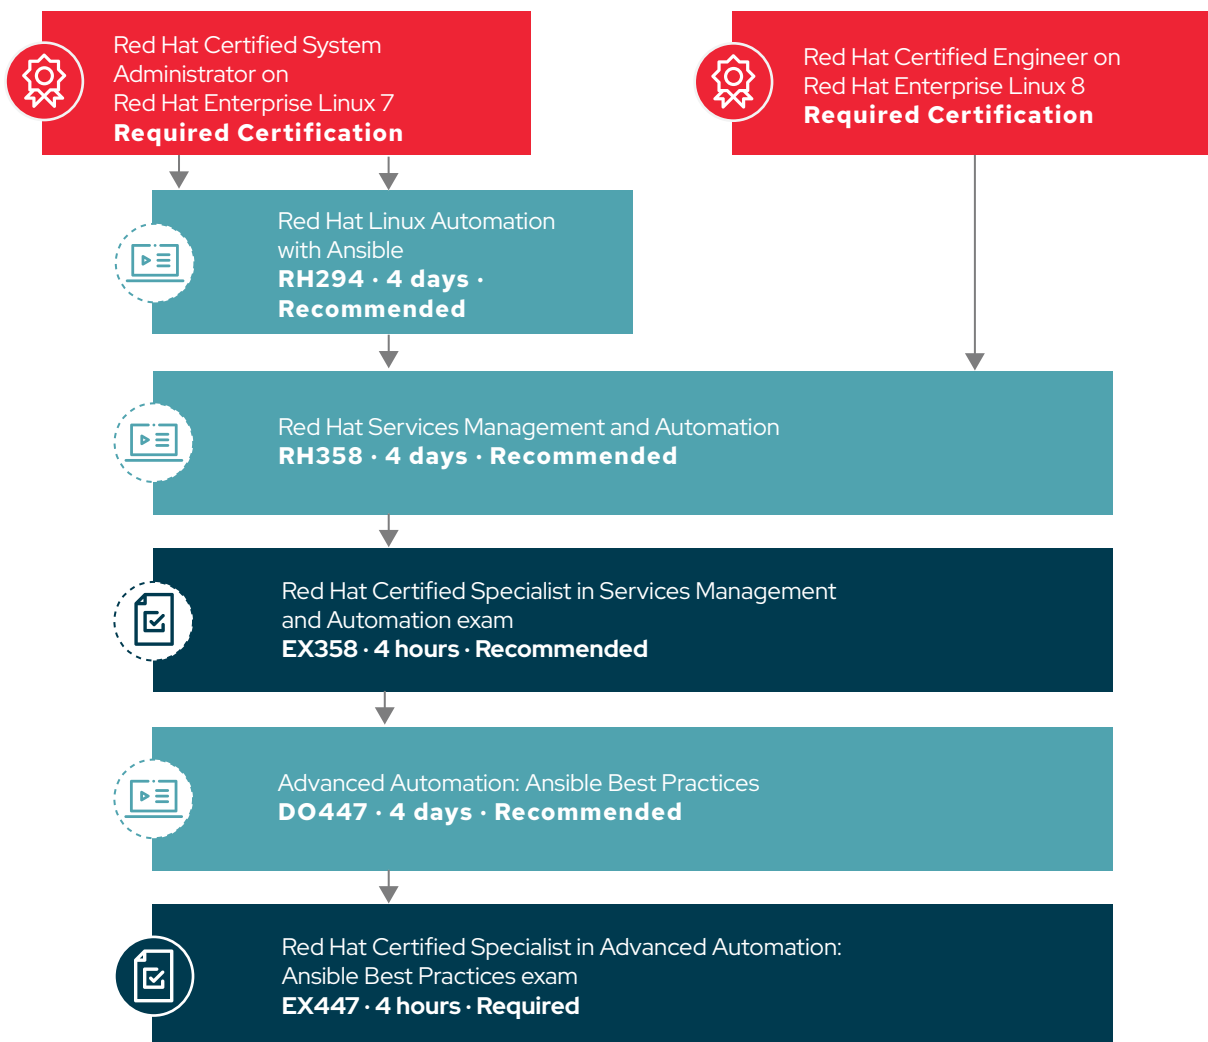 Red Hat Certified System
Administrator on
Red Hat Enterprise Linux 7
Required Certification
Red Hat Certified Engineer on
Red Hat Enterprise Linux 8
Required Certification
Red Hat Linux Automation
with Ansible
RH294 · 4 days ·
Recommended
Red Hat Services Management and Automation
RH358 · 4 days · Recommended
Red Hat Certified Specialist in Services Management
and Automation exam
EX358 · 4 hours · Recommended
Advanced Automation: Ansible Best Practices
DO447 · 4 days · Recommended
Red Hat Certified Specialist in Advanced Automation:
Ansible Best Practices exam
EX447 · 4 hours · Required